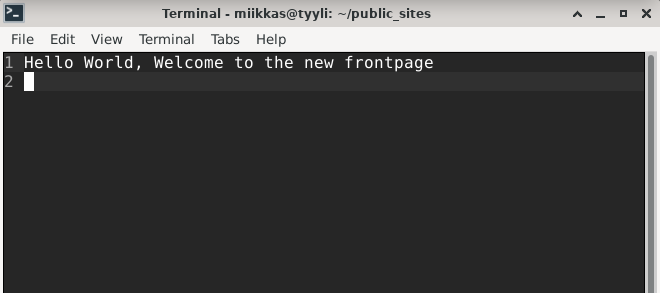 Terminal - miikkas@tyyli: ~/public_sites
File Edit View Terminal Tabs Help
1 Hello World, Welcome to the new frontpage
2